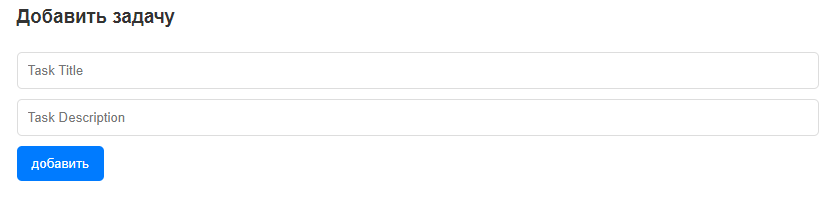 Добавить задачу
Task Title
Task Description
добавить